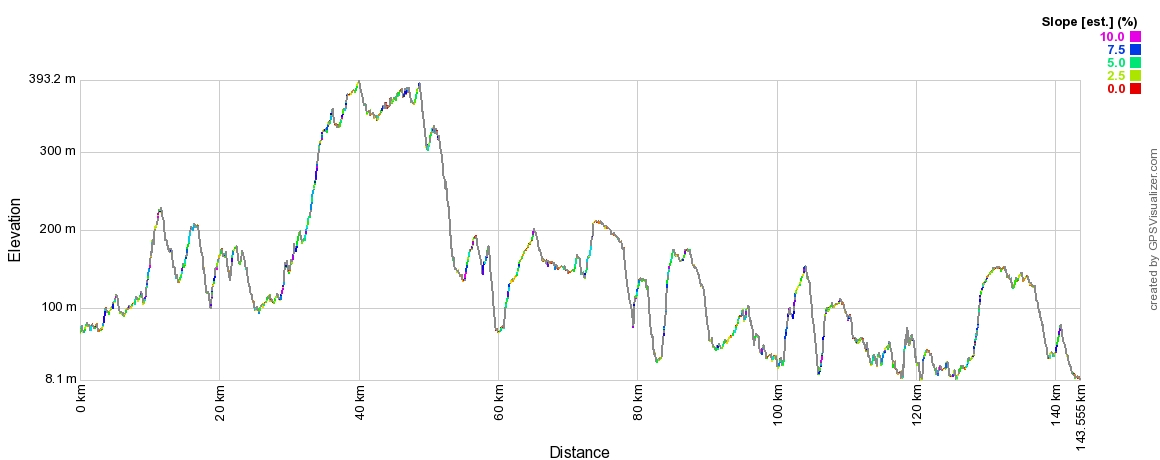 Slope [est.] (%)
10.0
7.5
5.0
2.5
0.0
393.2 m
300 m
200 m
100 m
8.1 m
Elevation
0 km
20 km
40 km
60 km
80 km
100 km
120 km
140 km
143.555 km
Distance
created by GPSVisualizer.com